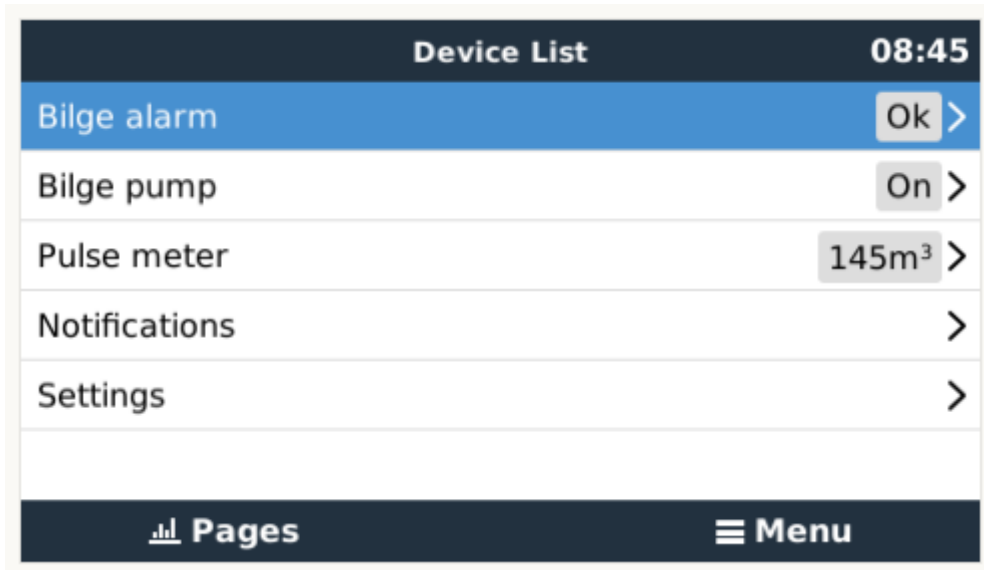 Device List 08:45
Bilge alarm Ok
Bilge pump On
Pulse meter 145m³
Notifications
Settings
Pages Menu